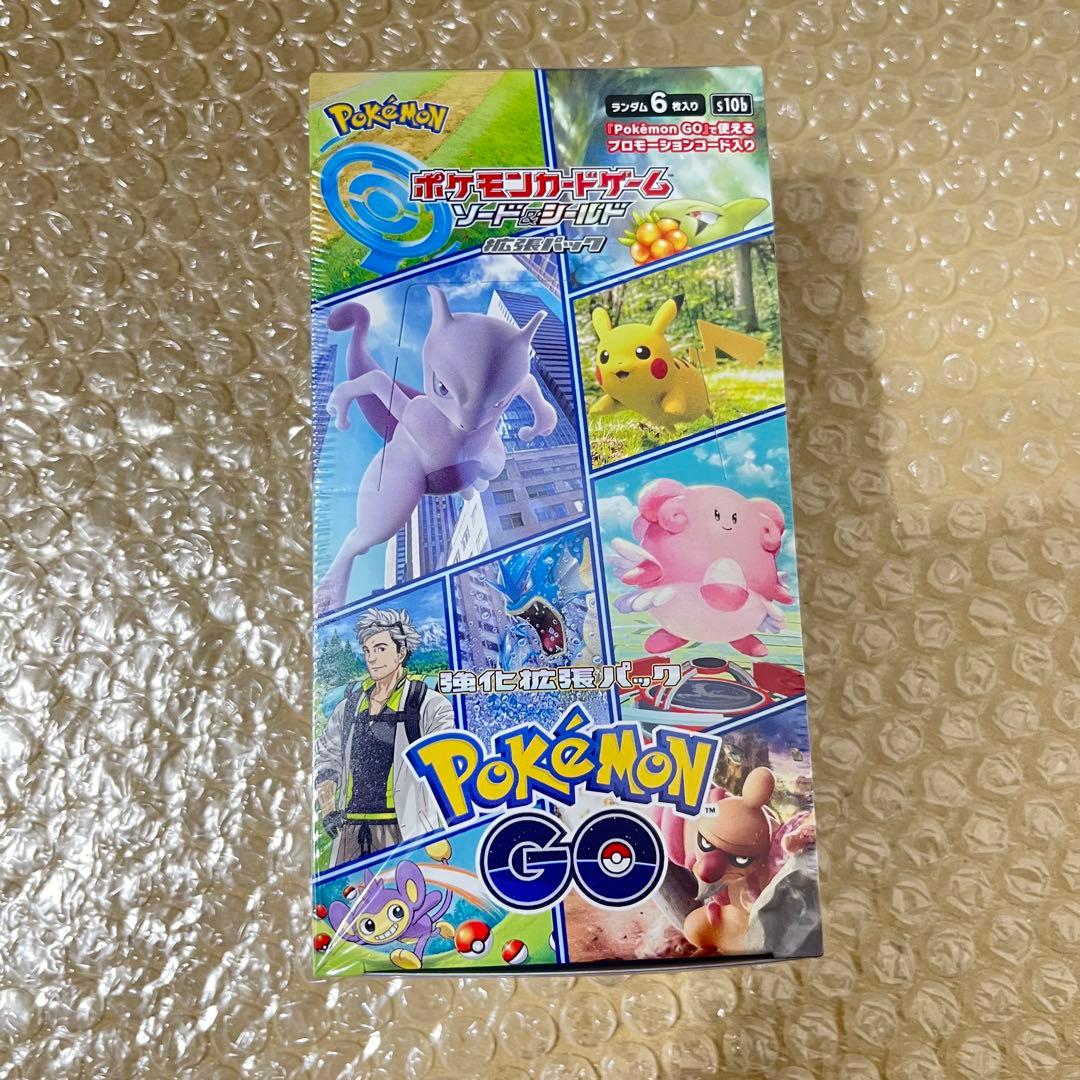 Pokémon
ランダム6枚入り s10b
『Pokémon GO』で使える
プロモーションコード入り
ポケモンカードゲーム
ソード&シールド
拡張パック
強化拡張パック
Pokémon
GO
TM